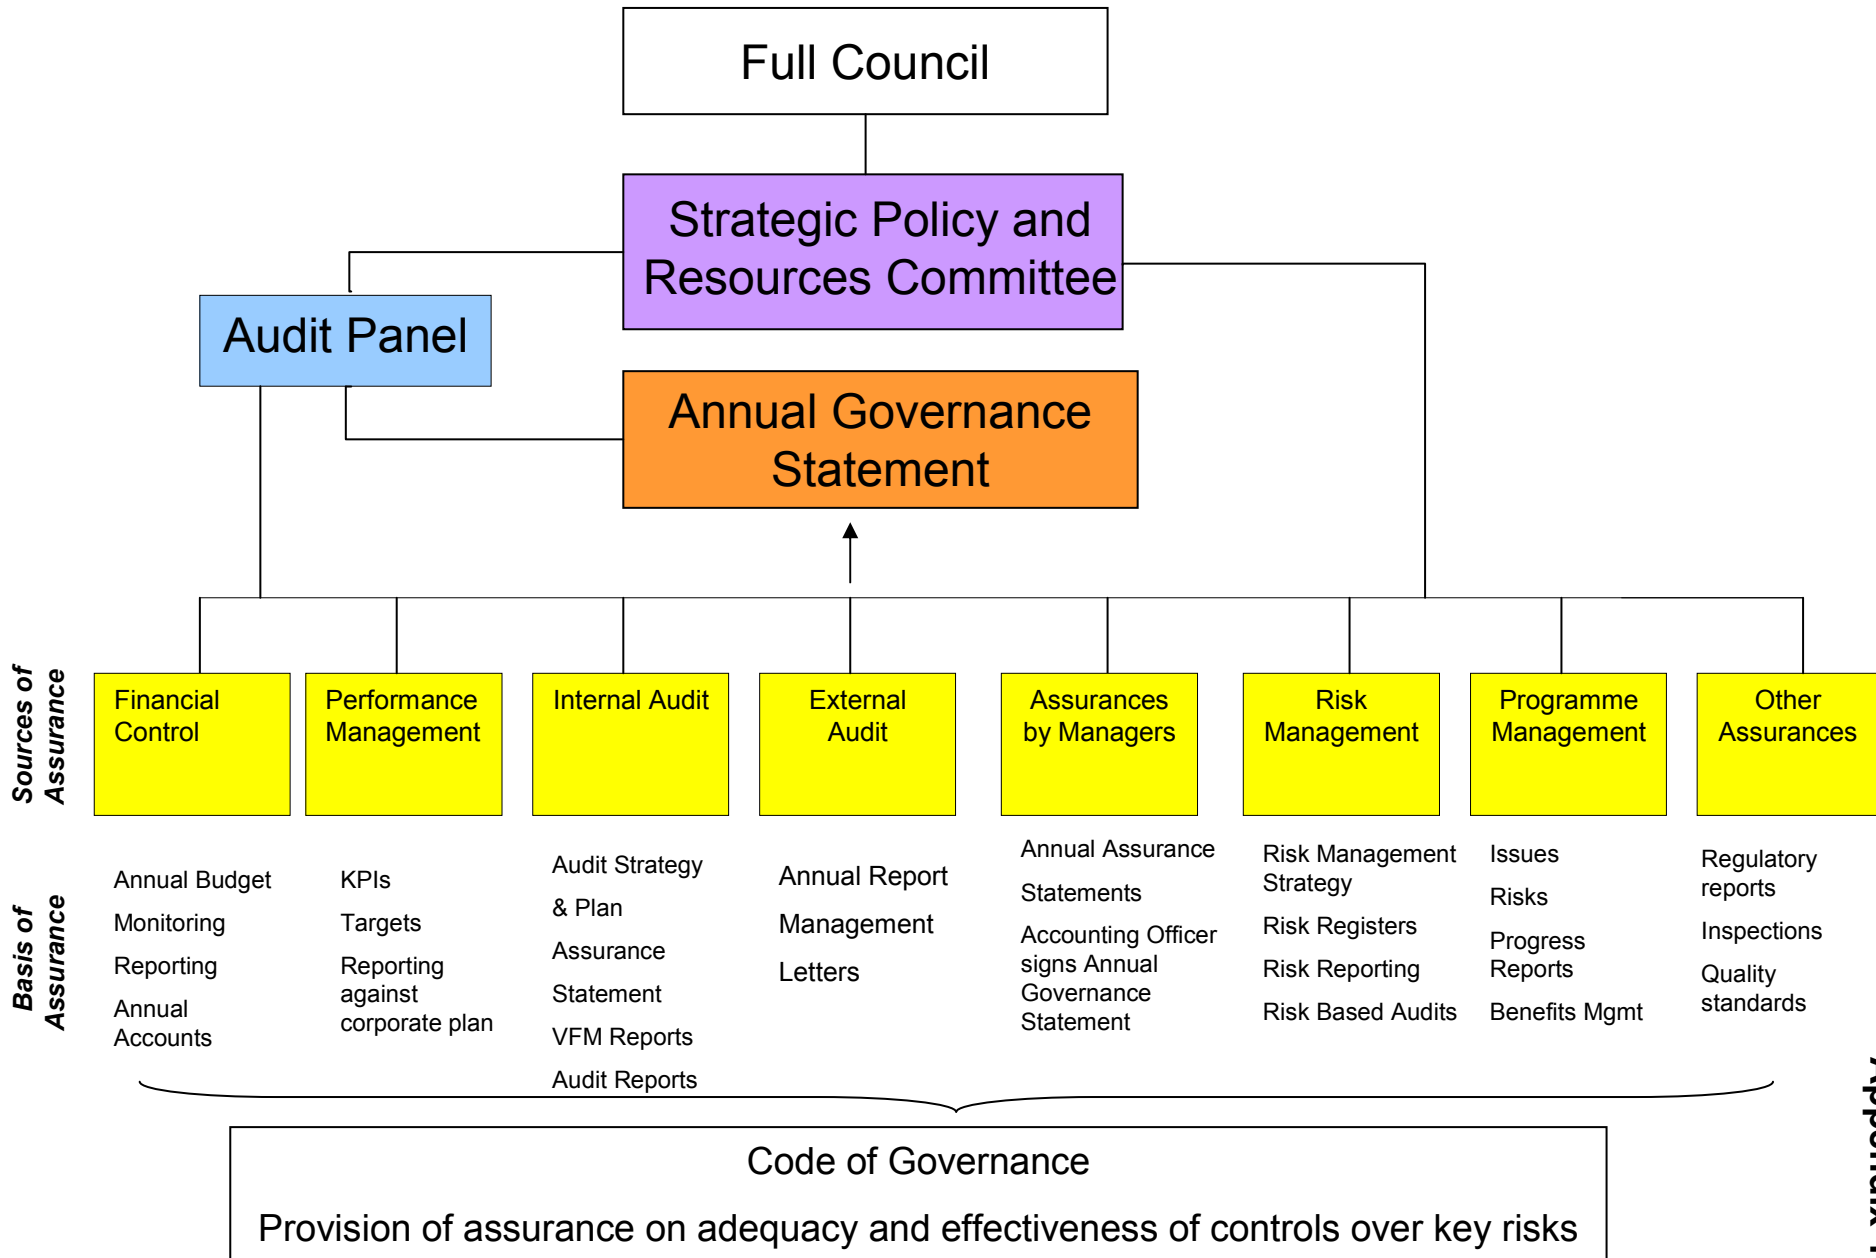 Full Council
Strategic Policy and
Resources Committee
Audit Panel
Annual Governance
Statement
Sources of
Assurance
Financial
Control
Performance
Management
Internal Audit
External
Audit
Assurances
by Managers
Risk
Management
Programme
Management
Other
Assurances
Basis of
Assurance
Annual Budget
Monitoring
Reporting
Annual
Accounts
KPIs
Targets
Reporting
against
corporate plan
Audit Strategy
& Plan
Assurance
Statement
VFM Reports
Audit Reports
Annual Report
Management
Letters
Annual Assurance
Statements
Accounting Officer
signs Annual
Governance
Statement
Risk Management
Strategy
Risk Registers
Risk Reporting
Risk Based Audits
Issues
Risks
Progress
Reports
Benefits Mgmt
Regulatory
reports
Inspections
Quality
standards
Code of Governance
Provision of assurance on adequacy and effectiveness of controls over key risks
Appendix